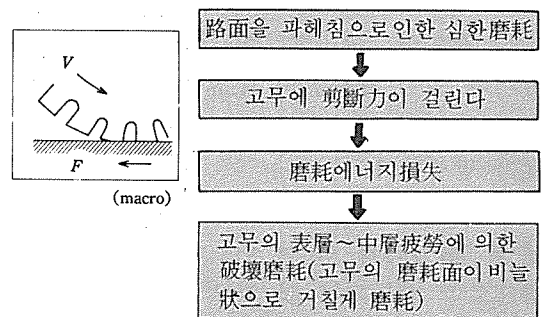 V
F
(macro)
路面을 파헤침으로인한 심한磨耗
고무에 剪斷力이 걸린다
磨耗에너지損失
고무의 表層～中層疲勞에 의한
破壞磨耗(고무의 磨耗面이비늘
狀으로 거칠게 磨耗)